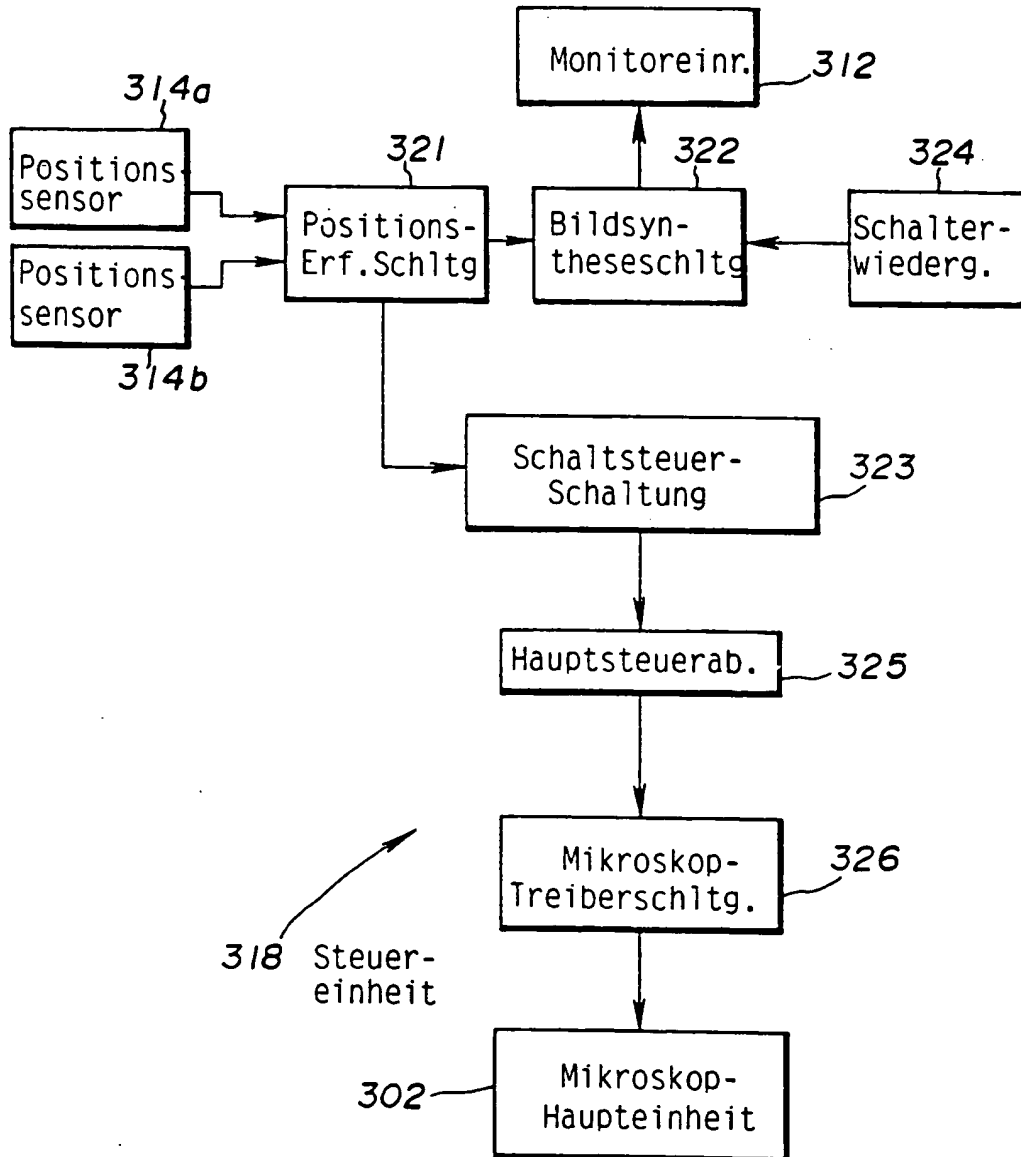 Monitoreinr.
312
314a
Positions-
sensor
321
322
324
Positions-
Erf.Schltg
Bildsyn-
theseschltg
Schalter-
wiederg.
Positions
sensor
314b
Schaltsteuer-
Schaltung
323
Hauptsteuerab.
325
Mikroskop-
Treiberschltg.
326
318 Steuer-
einheit
302
Mikroskop-
Haupteinheit